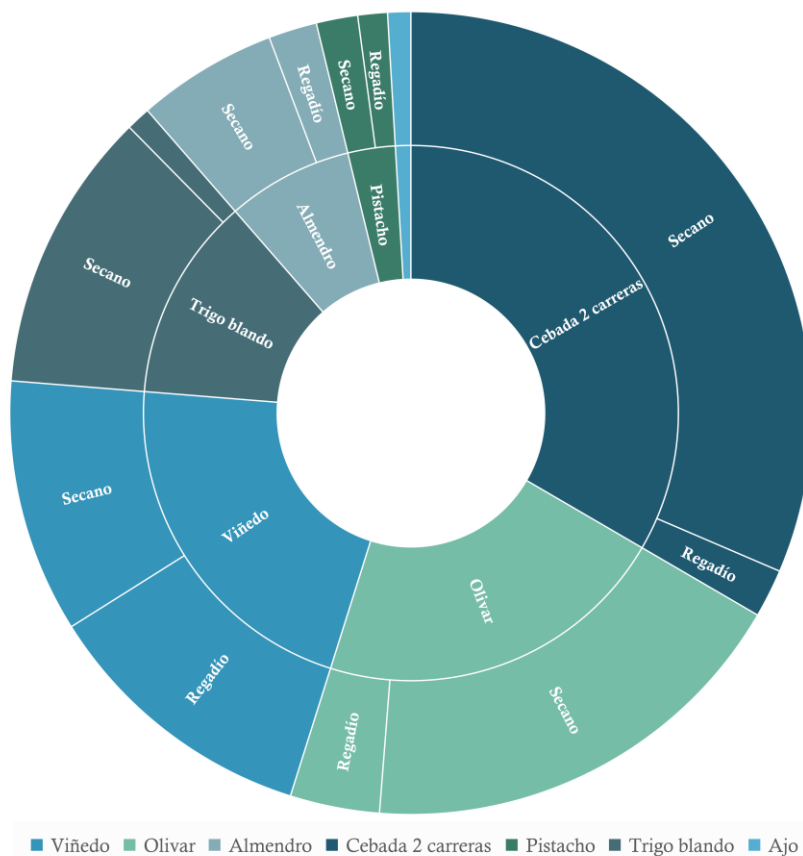 Secano
Regadío
Secano
Regadío
Secano
Almendro
Pistacho
Cebada 2 carreras
Secano
Trigo blando
Secano
Viñedo
Regadío
Olivar
Regadío
Secano
Regadío
Secano
Viñedo Olivar Almendro Cebada 2 carreras Pistacho Trigo blando Ajo